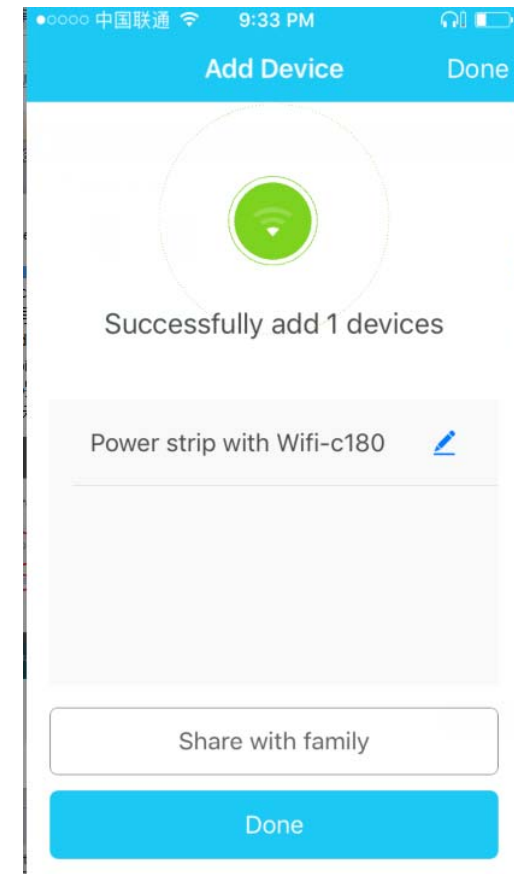 中国联通 9:33 PM
Add Device Done
Successfully add 1 devices
Power strip with Wifi-c180
Share with family
Done